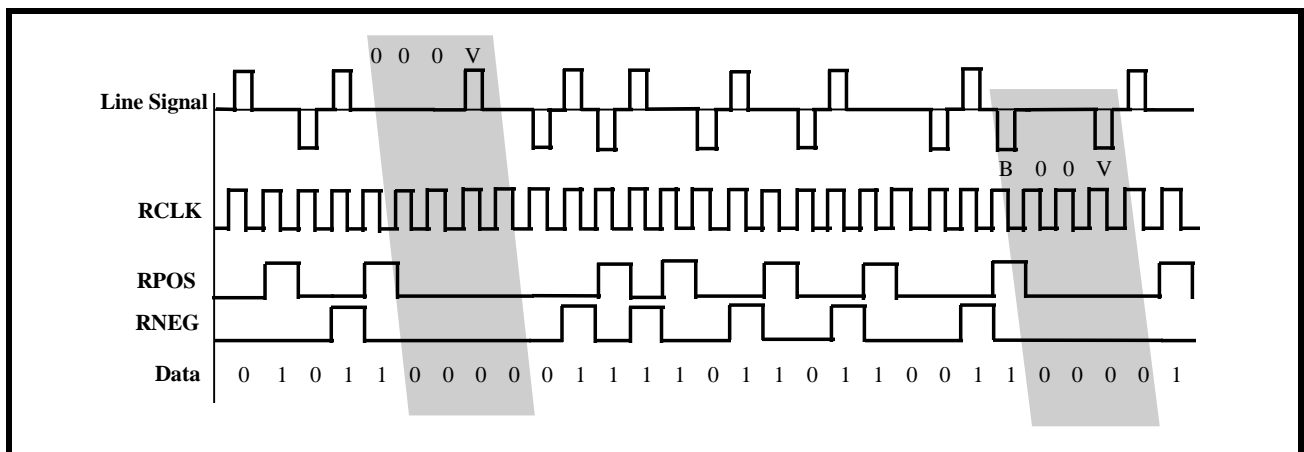 0 0 0 V
Line Signal
B 0 0 V
RCLK
RPOS
RNEG
Data 0 1 0 1 1 0 0 0 0 0 1 1 1 1 0 1 1 0 1 1 0 0 1 1 0 0 0 0 1